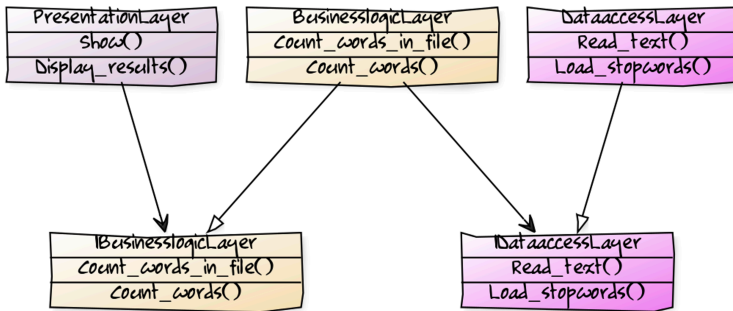 PresentationLayer
Show()
Display_results()
BusinesslogicLayer
Count_words_in_file()
Count_words()
DataaccessLayer
Read_text()
Load_stopwords()
IBusinesslogicLayer
Count_words_in_file()
Count_words()
IDataaccessLayer
Read_text()
Load_stopwords()